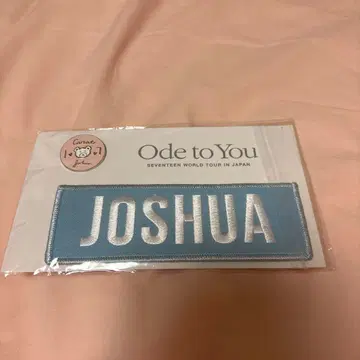 Ode to You
SEVENTEEN WORLD TOUR IN JAPAN
JOSHUA